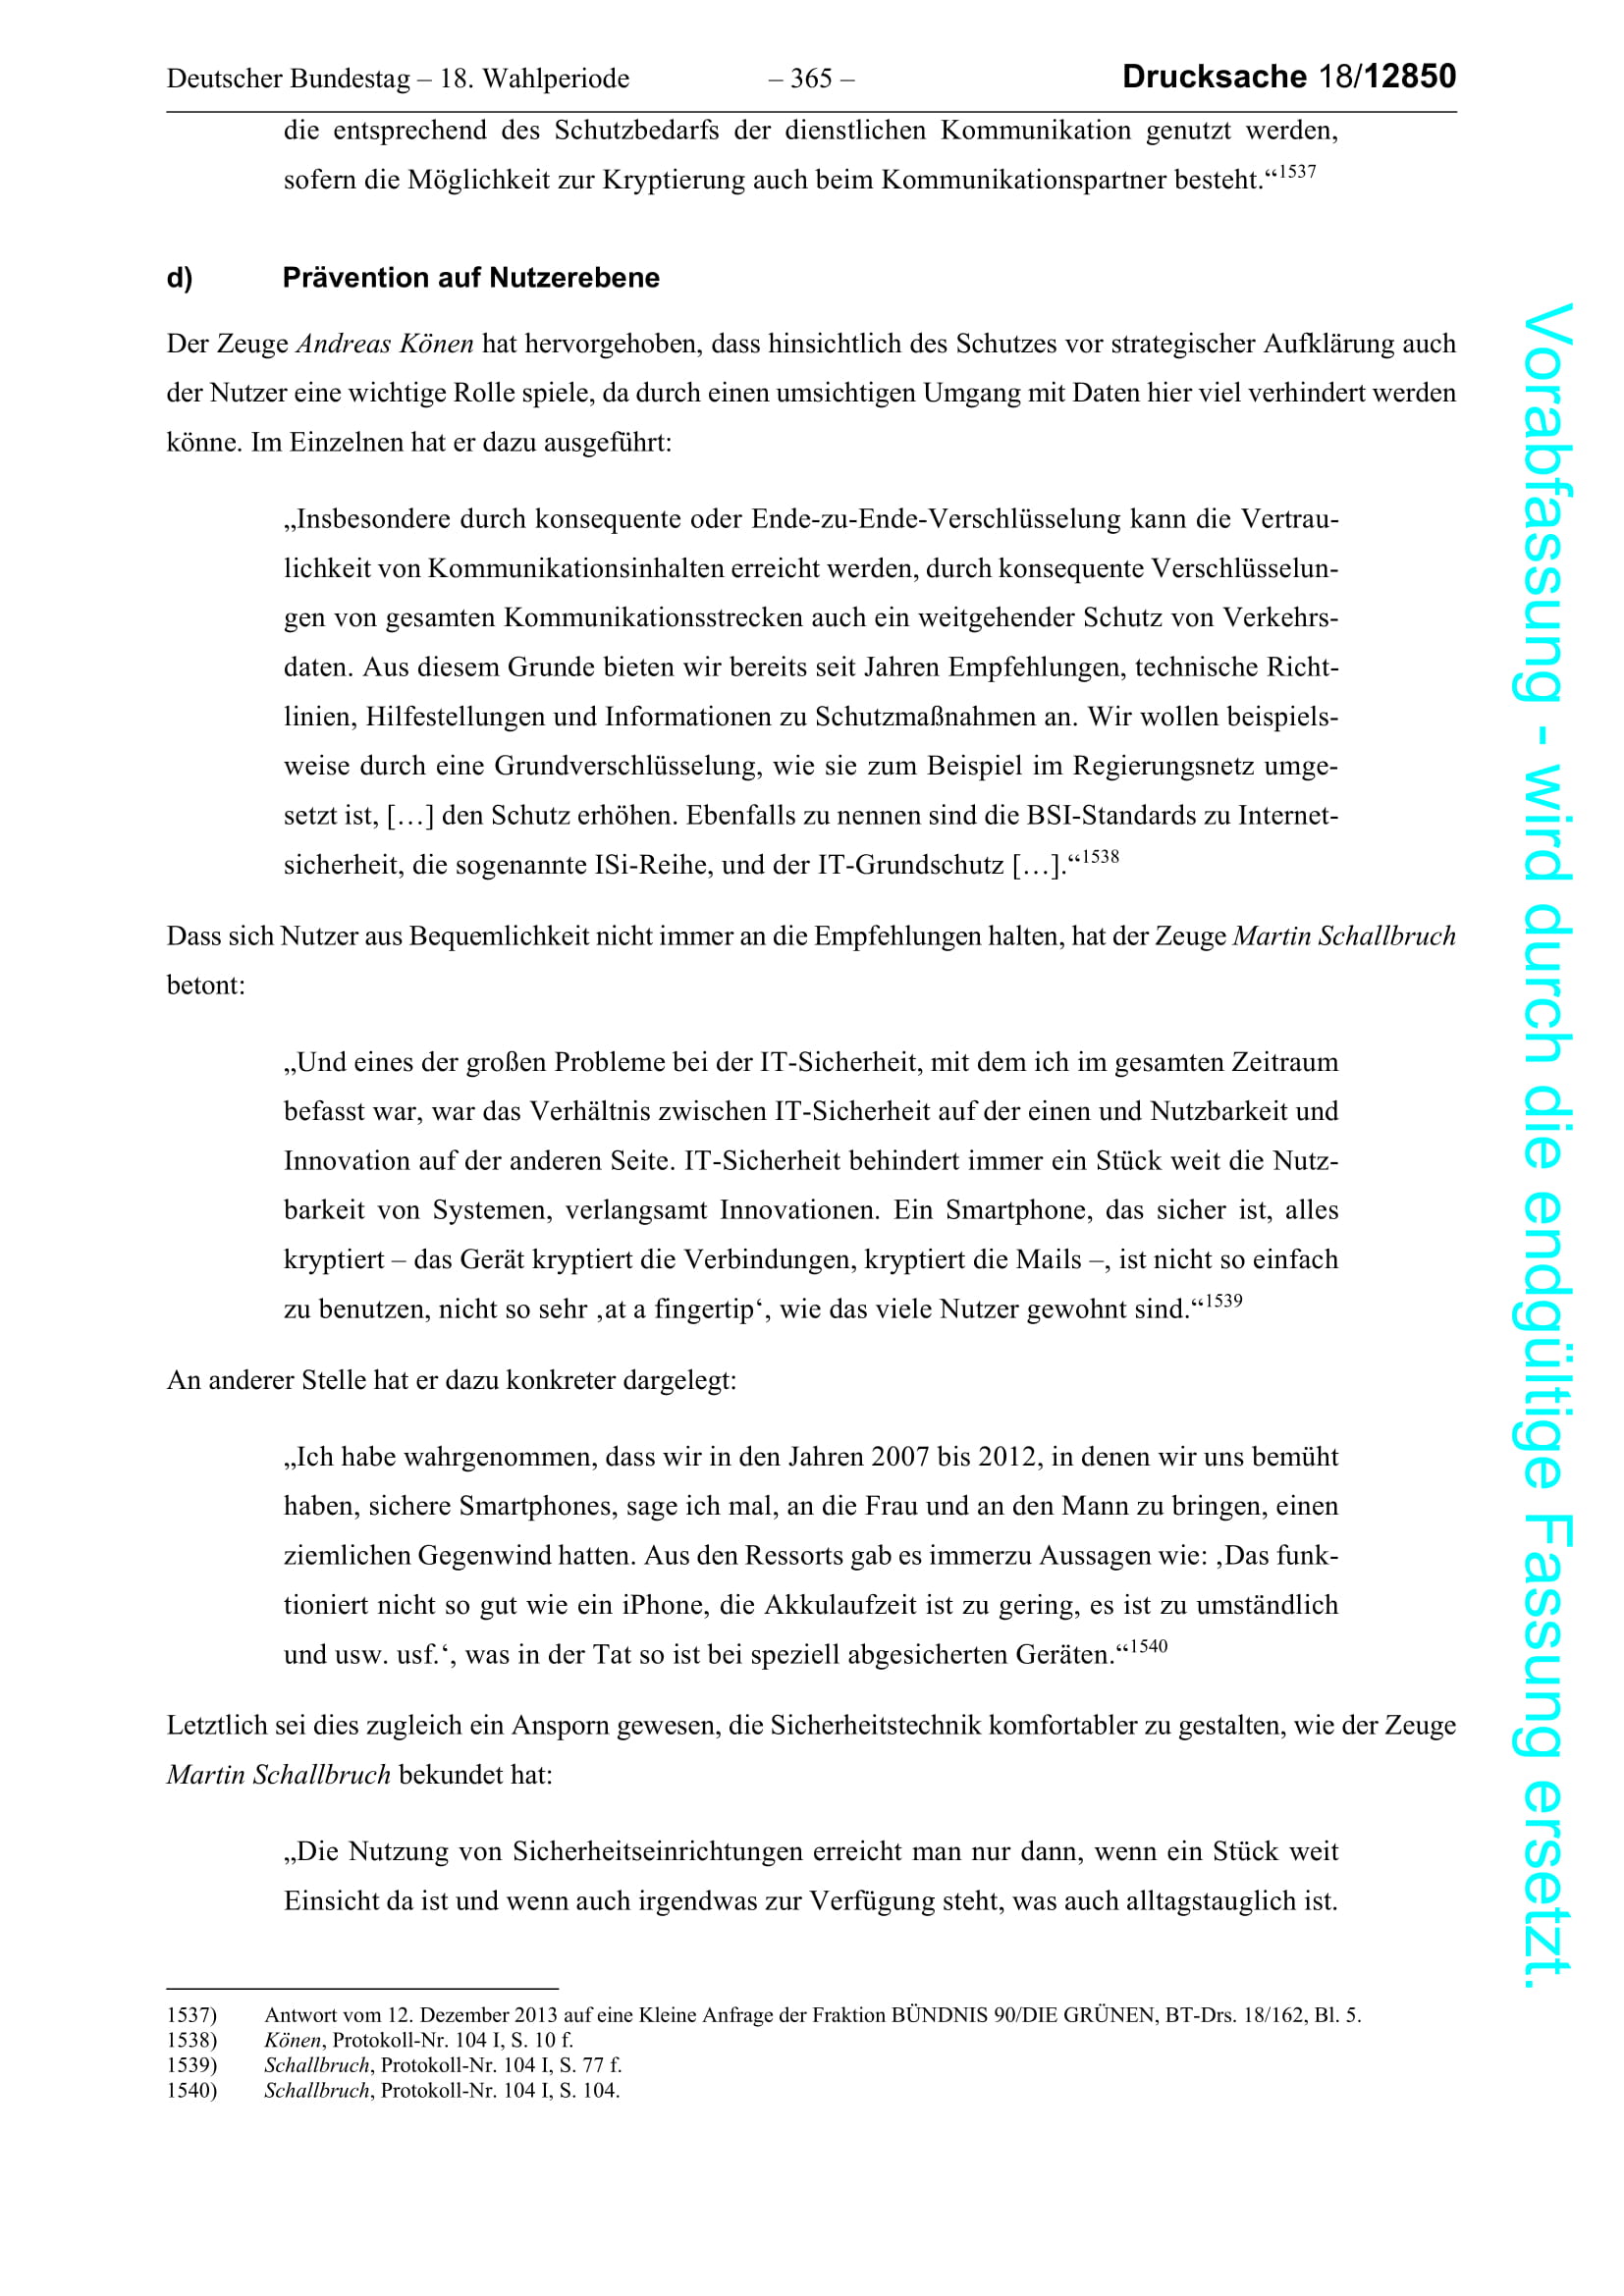 Deutscher Bundestag – 18. Wahlperiode – 365 – Drucksache 18/12850
die entsprechend des Schutzbedarfs der dienstlichen Kommunikation genutzt werden,
sofern die Möglichkeit zur Kryptierung auch beim Kommunikationspartner besteht.“1537
d) Prävention auf Nutzerebene
Der Zeuge Andreas Könen hat hervorgehoben, dass hinsichtlich des Schutzes vor strategischer Aufklärung auch
der Nutzer eine wichtige Rolle spiele, da durch einen umsichtigen Umgang mit Daten hier viel verhindert werden
könne. Im Einzelnen hat er dazu ausgeführt:
„Insbesondere durch konsequente oder Ende-zu-Ende-Verschlüsselung kann die Vertrau-
lichkeit von Kommunikationsinhalten erreicht werden, durch konsequente Verschlüsselun-
gen von gesamten Kommunikationsstrecken auch ein weitgehender Schutz von Verkehrs-
daten. Aus diesem Grunde bieten wir bereits seit Jahren Empfehlungen, technische Richt-
linien, Hilfestellungen und Informationen zu Schutzmaßnahmen an. Wir wollen beispiels-
weise durch eine Grundverschlüsselung, wie sie zum Beispiel im Regierungsnetz umge-
setzt ist, […] den Schutz erhöhen. Ebenfalls zu nennen sind die BSI-Standards zu Internet-
sicherheit, die sogenannte ISi-Reihe, und der IT-Grundschutz […].“1538
Dass sich Nutzer aus Bequemlichkeit nicht immer an die Empfehlungen halten, hat der Zeuge Martin Schallbruch
betont:
„Und eines der großen Probleme bei der IT-Sicherheit, mit dem ich im gesamten Zeitraum
befasst war, war das Verhältnis zwischen IT-Sicherheit auf der einen und Nutzbarkeit und
Innovation auf der anderen Seite. IT-Sicherheit behindert immer ein Stück weit die Nutz-
barkeit von Systemen, verlangsamt Innovationen. Ein Smartphone, das sicher ist, alles
kryptiert – das Gerät kryptiert die Verbindungen, kryptiert die Mails –, ist nicht so einfach
zu benutzen, nicht so sehr ‚at a fingertip‘, wie das viele Nutzer gewohnt sind.“1539
An anderer Stelle hat er dazu konkreter dargelegt:
„Ich habe wahrgenommen, dass wir in den Jahren 2007 bis 2012, in denen wir uns bemüht
haben, sichere Smartphones, sage ich mal, an die Frau und an den Mann zu bringen, einen
ziemlichen Gegenwind hatten. Aus den Ressorts gab es immerzu Aussagen wie: ‚Das funk-
tioniert nicht so gut wie ein iPhone, die Akkulaufzeit ist zu gering, es ist zu umständlich
und usw. usf.‘, was in der Tat so ist bei speziell abgesicherten Geräten.“1540
Letztlich sei dies zugleich ein Ansporn gewesen, die Sicherheitstechnik komfortabler zu gestalten, wie der Zeuge
Martin Schallbruch bekundet hat:
„Die Nutzung von Sicherheitseinrichtungen erreicht man nur dann, wenn ein Stück weit
Einsicht da ist und wenn auch irgendwas zur Verfügung steht, was auch alltagstauglich ist.
1537) Antwort vom 12. Dezember 2013 auf eine Kleine Anfrage der Fraktion BÜNDNIS 90/DIE GRÜNEN, BT-Drs. 18/162, Bl. 5.
1538) Könen, Protokoll-Nr. 104 I, S. 10 f.
1539) Schallbruch, Protokoll-Nr. 104 I, S. 77 f.
1540) Schallbruch, Protokoll-Nr. 104 I, S. 104.
Vorabfassung - wird durch die endgültige Fassung ersetzt.